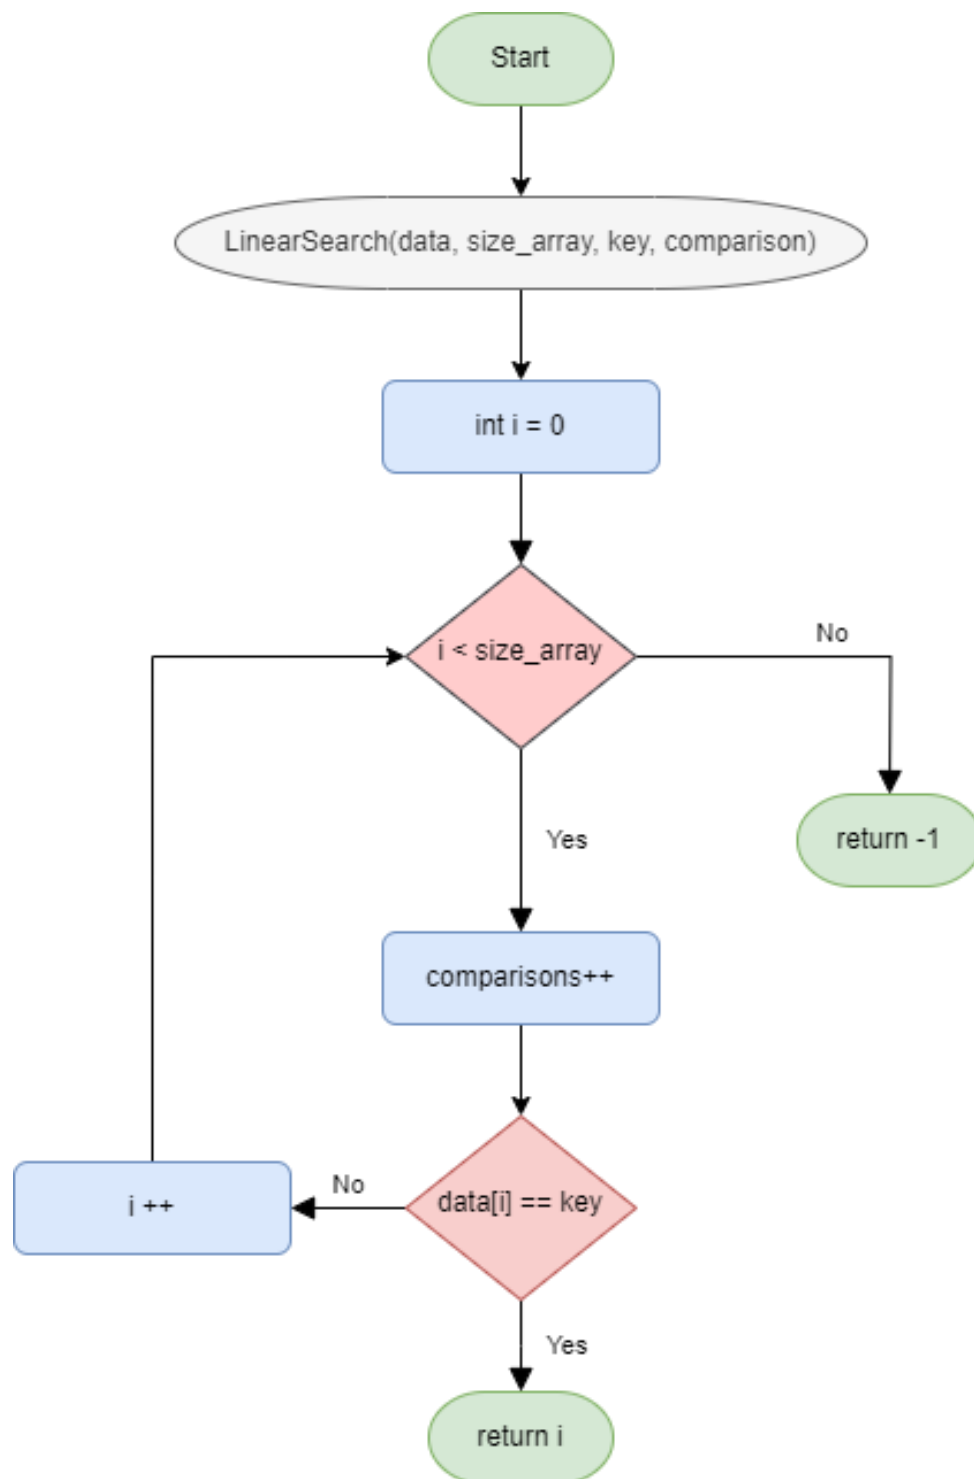 Start
LinearSearch(data, size_array, key, comparison)
int i = 0
i < size_array
No
Yes
return -1
comparisons++
data[i] == key
No
i ++
Yes
return i